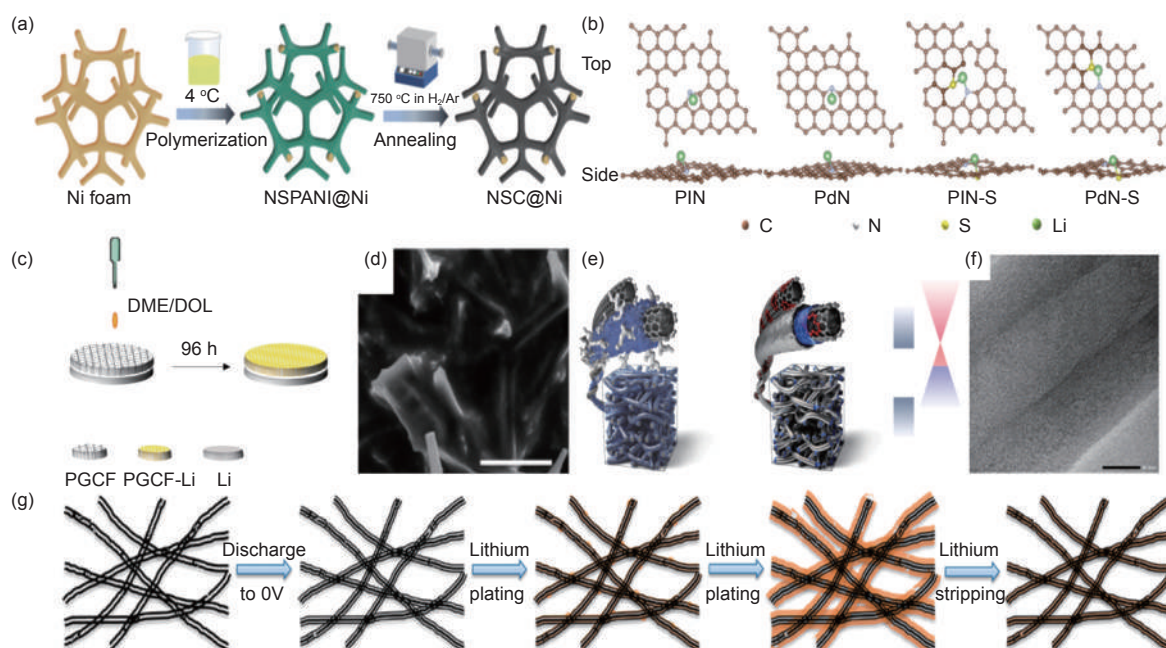 (a)
4 °C
Polymerization
750 °C in H2/Ar
Annealing
Ni foam
NSPANI@Ni
NSC@Ni
(b)
Top
Side
PIN
PdN
PIN-S
PdN-S
C
N
S
Li
(c)
DME/DOL
96 h
PGCF
PGCF-Li
Li
(d)
(e)
(f)
(g)
Discharge
to 0V
Lithium
plating
Lithium
plating
Lithium
stripping